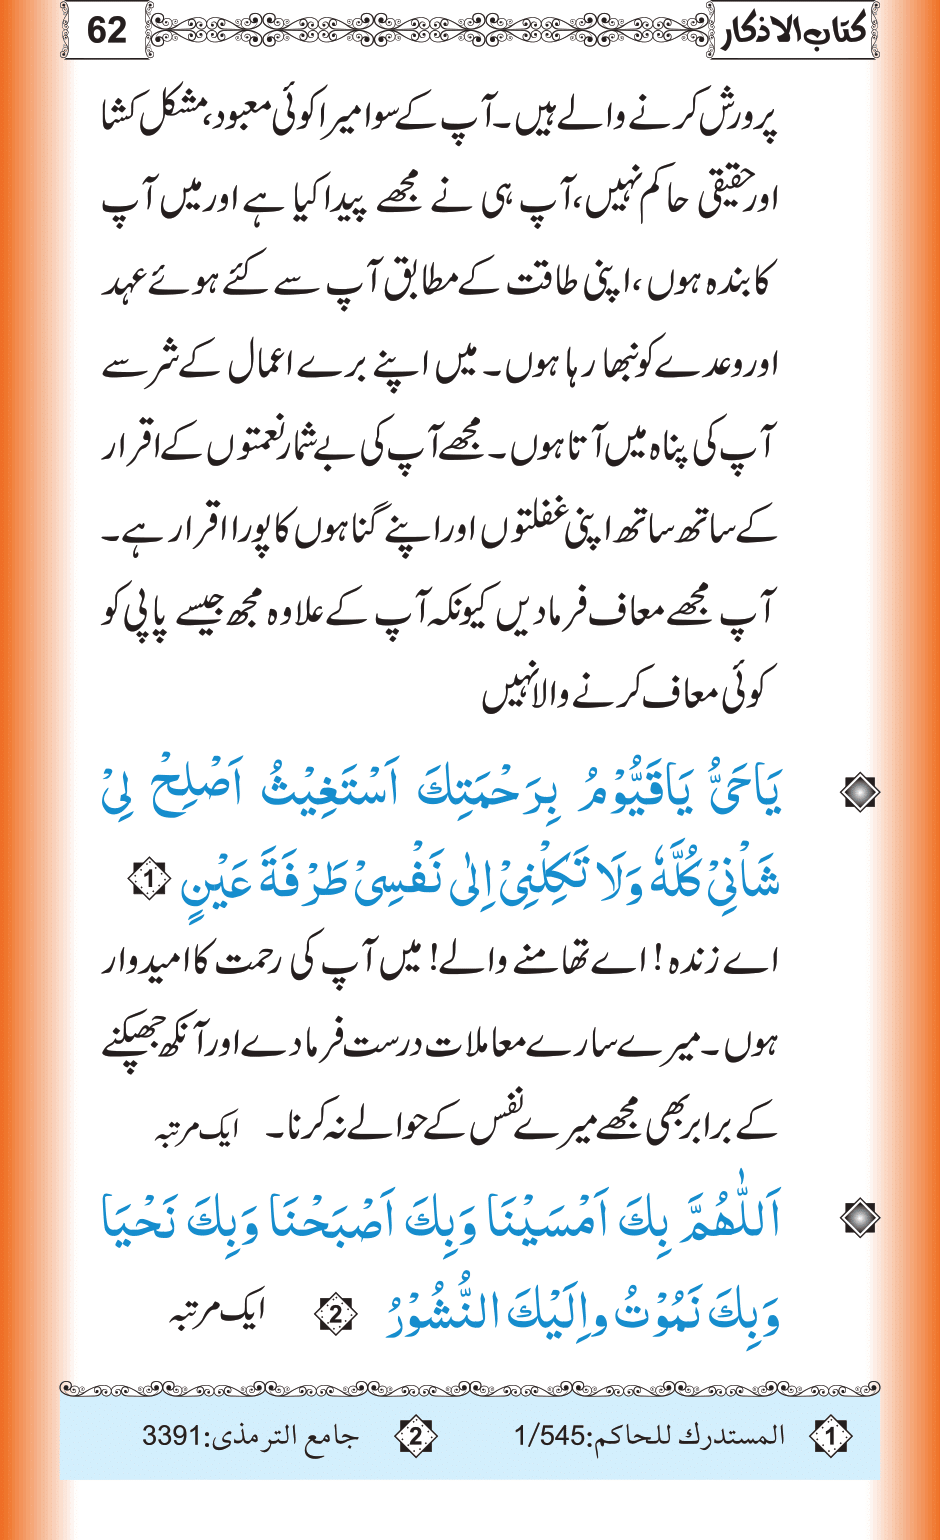 كتاب الاذكار 62
پرورش کرنے والے ہیں۔ آپ کے سوا میرا کوئی معبود، مشکل کشا
اور حقیقی حاکم نہیں، آپ ہی نے مجھے پیدا کیا ہے اور میں آپ
کا بندہ ہوں، اپنی طاقت کے مطابق آپ سے کئے ہوئے عہد
اور وعدے کو نبھا رہا ہوں۔ میں اپنے برے اعمال کے شر سے
آپ کی پناہ میں آتا ہوں۔ مجھے آپ کی بے شمار نعمتوں کے اقرار
کے ساتھ ساتھ اپنی غفلتوں اور اپنے گناہوں کا پورا اقرار ہے۔
آپ مجھے معاف فرما دیں کیونکہ آپ کے علاوہ مجھ جیسے پاپی کو
کوئی معاف کرنے والا نہیں
يَاحَيُّ يَاقَيُّوْمُ بِرَحْمَتِكَ اَسْتَغِيْثُ اَصْلِحْ لِيْ
شَاْنِيْ كُلَّهٗ وَلَا تَكِلْنِيْ اِلٰى نَفْسِيْ طَرْفَةَ عَيْنٍ 1
اے زندہ! اے تھامنے والے! میں آپ کی رحمت کا امیدوار
ہوں۔ میرے سارے معاملات درست فرما دے اور آنکھ جھپکنے
کے برابر بھی مجھے میرے نفس کے حوالے نہ کرنا۔ ایک مرتبہ
اَللّٰهُمَّ بِكَ اَمْسَيْنَا وَبِكَ اَصْبَحْنَا وَبِكَ نَحْيَا
وَبِكَ نَمُوْتُ واِلَيْكَ النُّشُوْرُ 2 ایک مرتبہ
1 المستدرك للحاكم:1/545 2 جامع الترمذی:3391